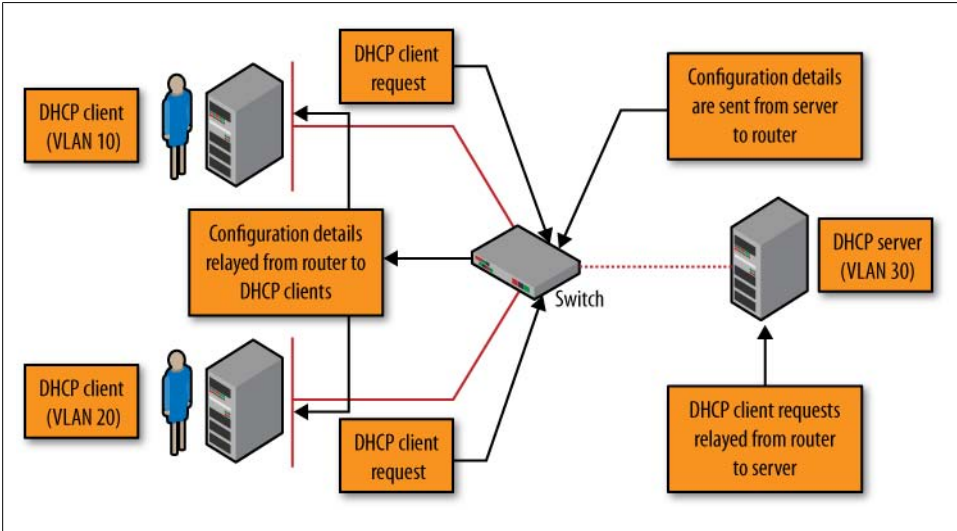 DHCP client
(VLAN 10)
DHCP client
request
Configuration details
are sent from server
to router
Configuration details
relayed from router to
DHCP clients
Switch
DHCP server
(VLAN 30)
DHCP client
(VLAN 20)
DHCP client
request
DHCP client requests
relayed from router
to server